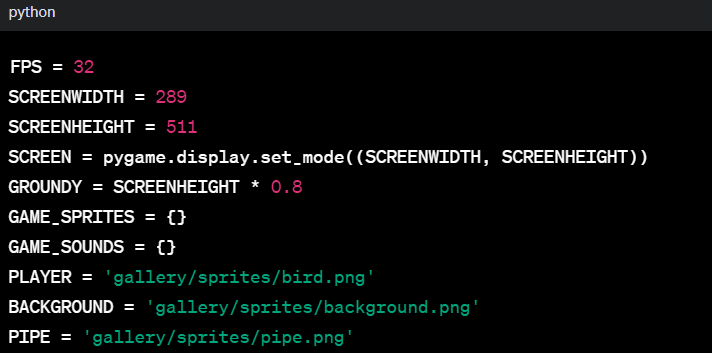 python
FPS = 32
SCREENWIDTH = 289
SCREENHEIGHT = 511
SCREEN = pygame.display.set_mode((SCREENWIDTH, SCREENHEIGHT))
GROUNDY = SCREENHEIGHT * 0.8
GAME_SPRITES = {}
GAME_SOUNDS = {}
PLAYER = 'gallery/sprites/bird.png'
BACKGROUND = 'gallery/sprites/background.png'
PIPE = 'gallery/sprites/pipe.png'